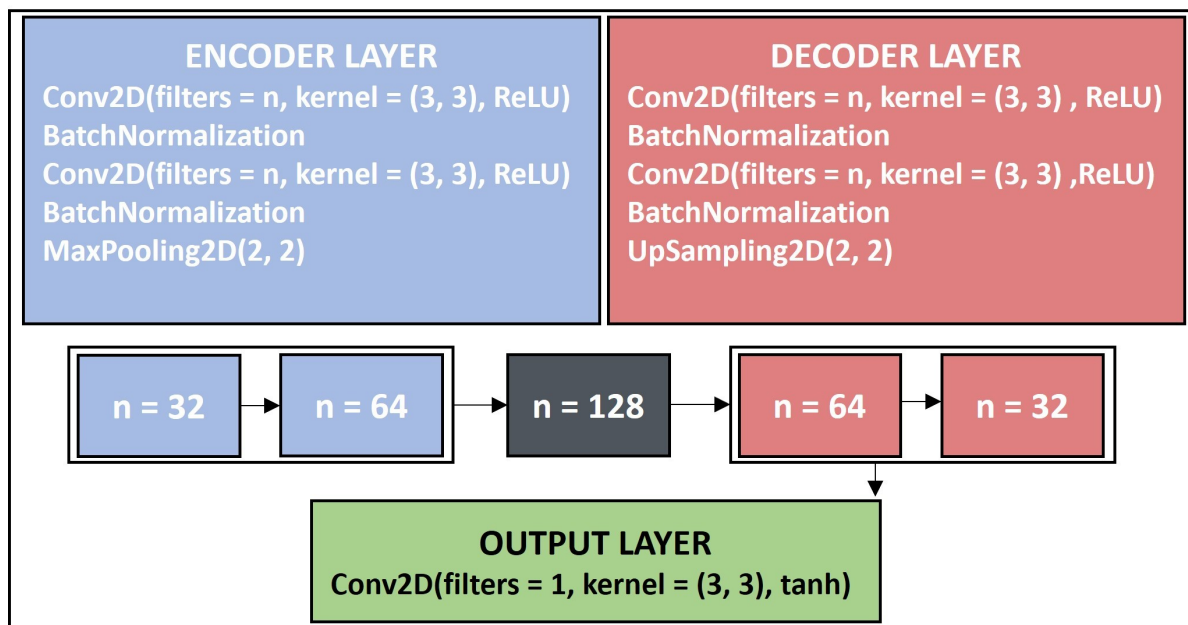 ENCODER LAYER
Conv2D(filters = n, kernel = (3, 3), ReLU)
BatchNormalization
Conv2D(filters = n, kernel = (3, 3), ReLU)
BatchNormalization
MaxPooling2D(2, 2)
DECODER LAYER
Conv2D(filters = n, kernel = (3, 3) , ReLU)
BatchNormalization
Conv2D(filters = n, kernel = (3, 3) ,ReLU)
BatchNormalization
UpSampling2D(2, 2)
n = 32
n = 64
n = 128
n = 64
n = 32
OUTPUT LAYER
Conv2D(filters = 1, kernel = (3, 3), tanh)